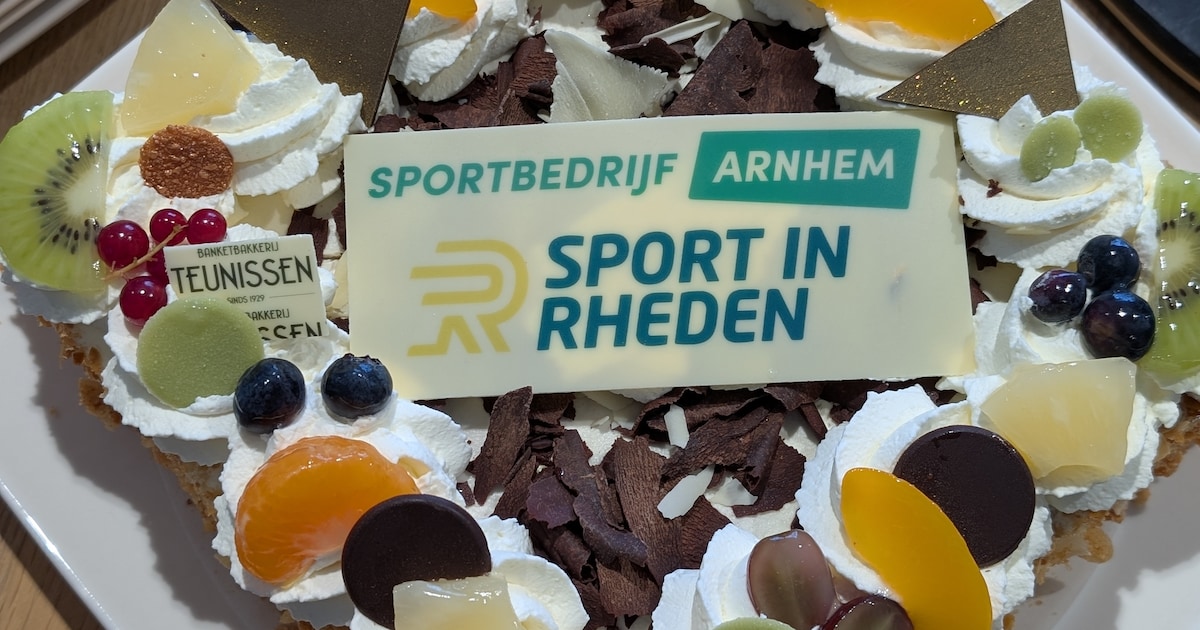 SPORTBEDRIJF ARNHEM
SPORT IN
RHEDEN
BANKETBAKKERIJ
TEUNISSEN
SINDS 1929